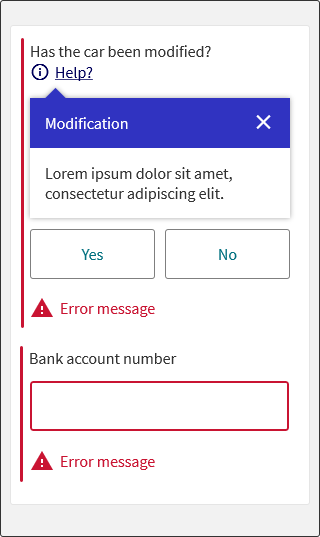 Has the car been modified?
Help?
Modification
Lorem ipsum dolor sit amet,
consectetur adipiscing elit.
Yes
No
Error message
Bank account number
Error message